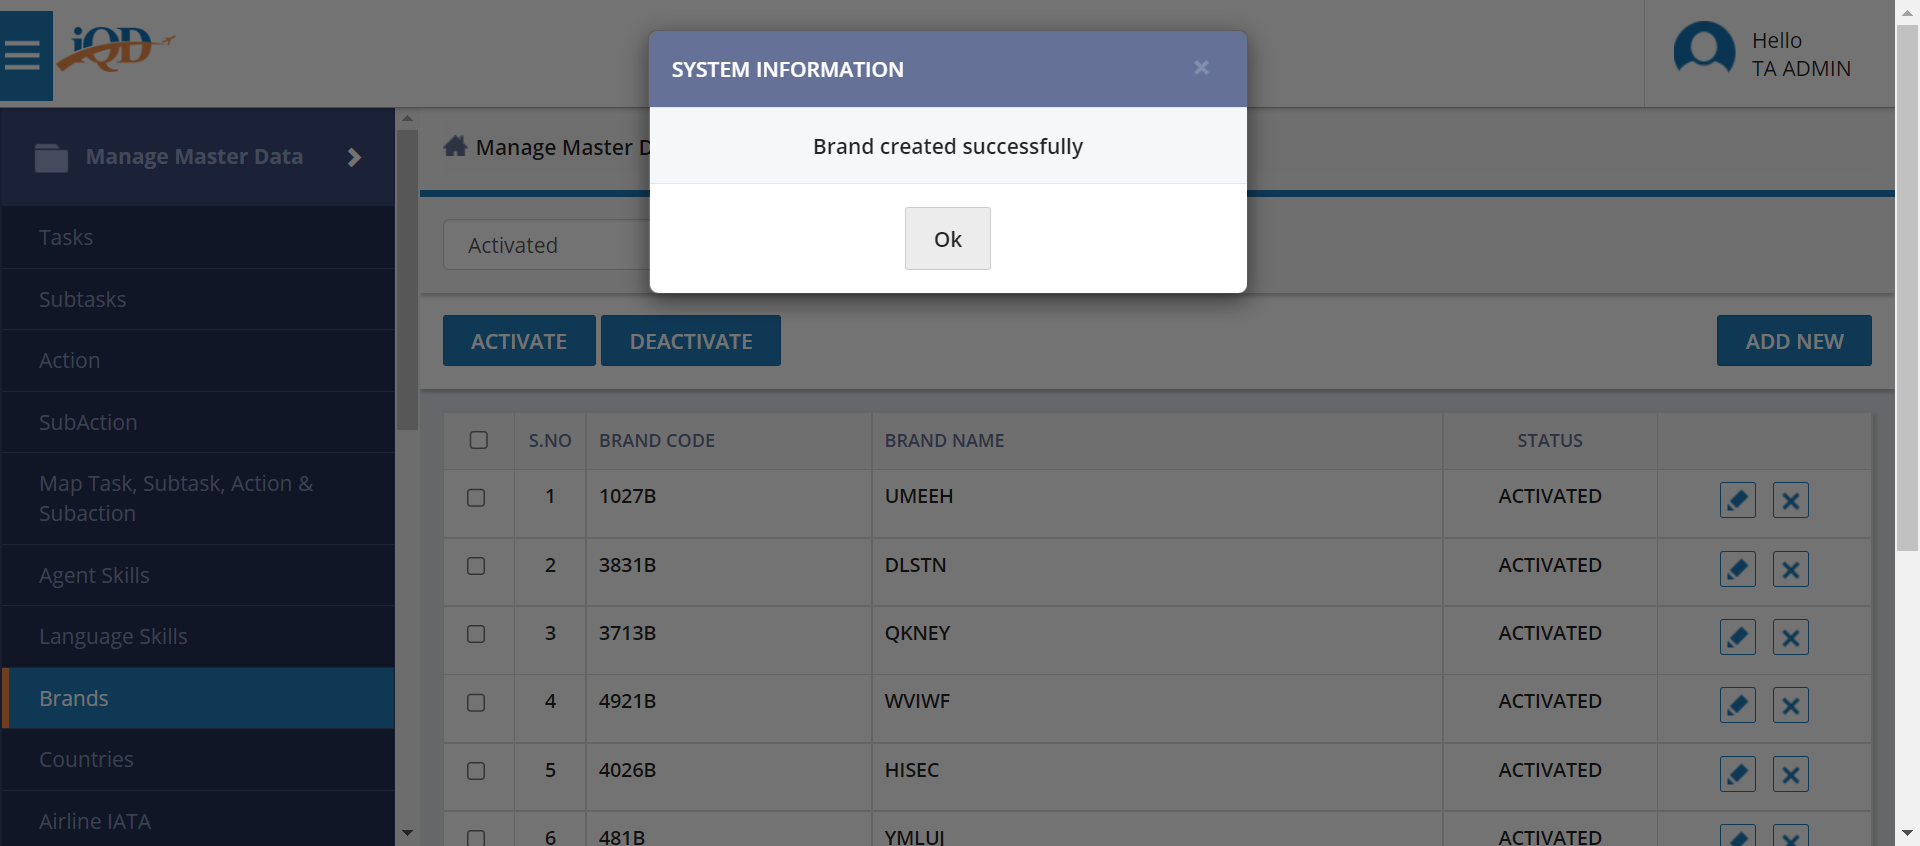 iQD
SYSTEM INFORMATION
×
Hello
TA ADMIN
Brand created successfully
Ok
Manage Master Data
Manage Master D
Tasks
Subtasks
Action
SubAction
Map Task, Subtask, Action &
Subaction
Agent Skills
Language Skills
Brands
Countries
Airline IATA
Activated
ACTIVATE DEACTIVATE ADD NEW
S.NO BRAND CODE BRAND NAME STATUS
1 1027B UMEEH ACTIVATED
2 3831B DLSTN ACTIVATED
3 3713B QKNEY ACTIVATED
4 4921B WVIWF ACTIVATED
5 4026B HISEC ACTIVATED
6 481B YMLUJ ACTIVATED